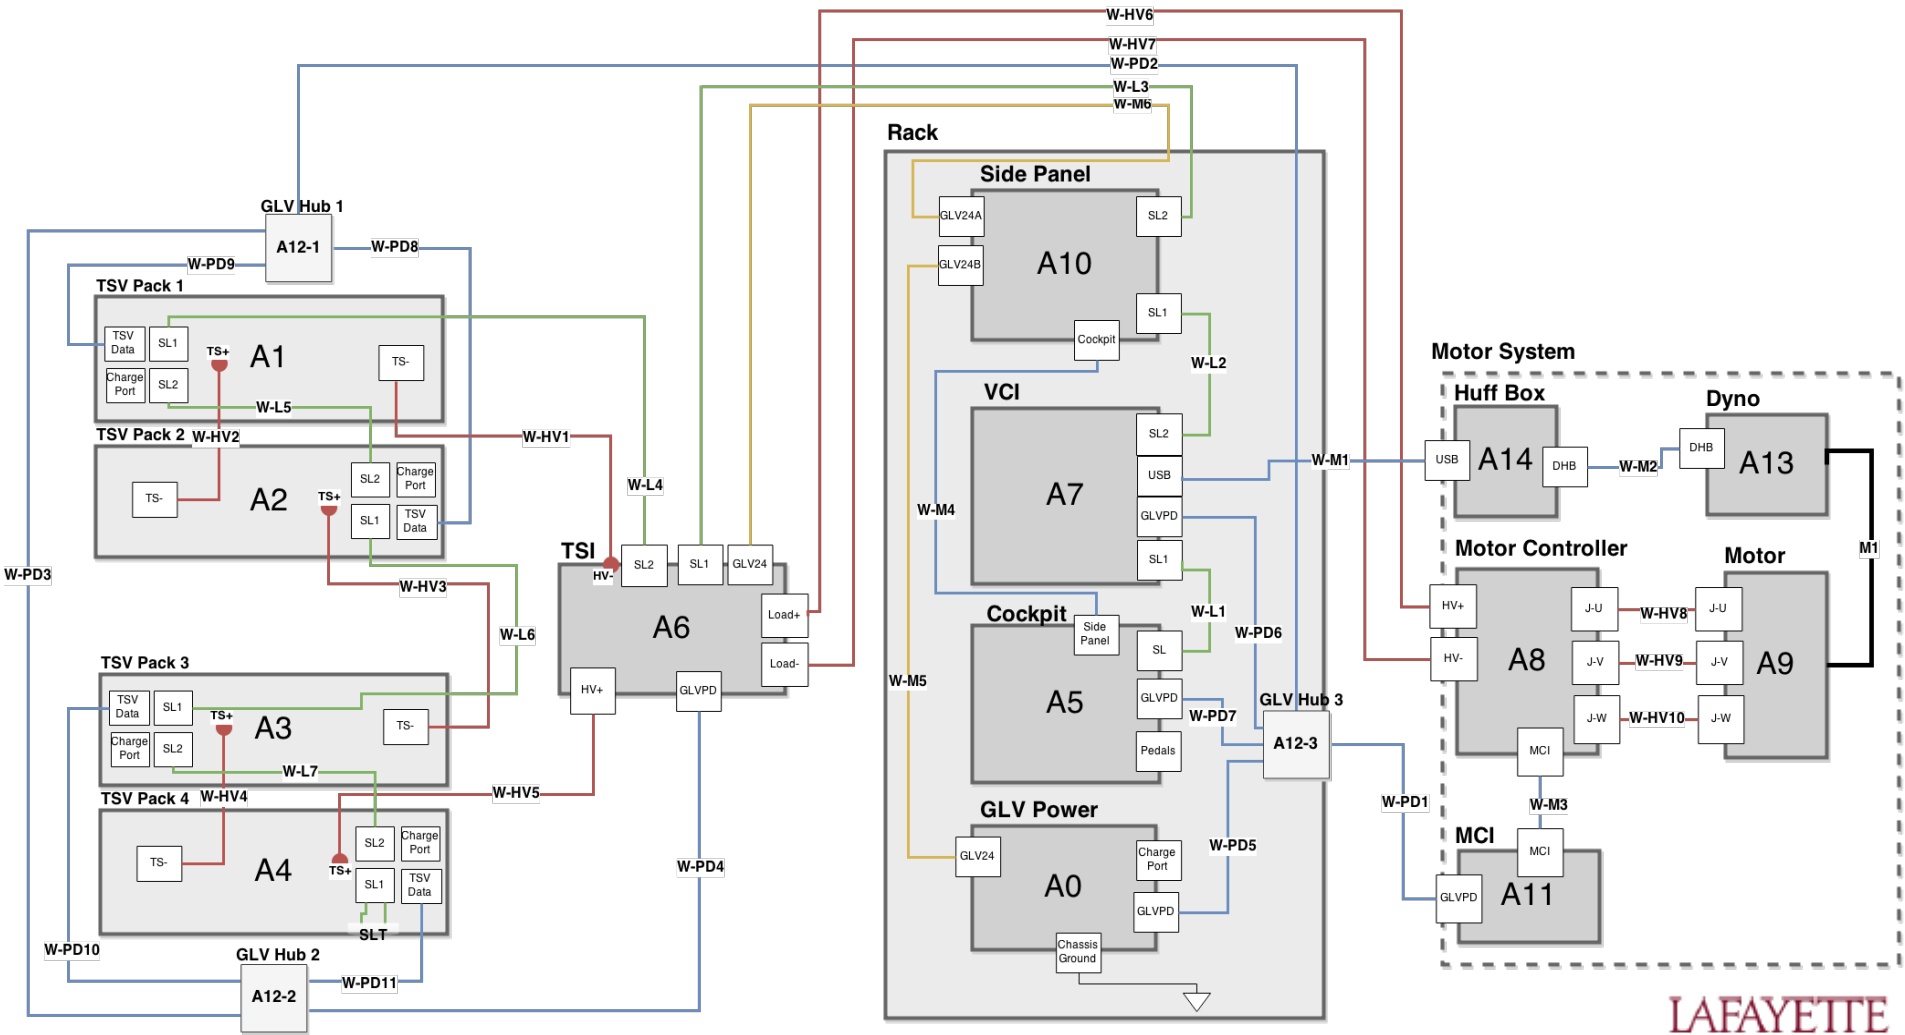 W-HV6
W-HV7
W-PD2
W-L3
W-M6
Rack
Side Panel
GLV24A
SL2
GLV24B
A10
SL1
Cockpit
W-L2
GLV Hub 1
A12-1
W-PD8
W-PD9
TSV Pack 1
TSV
Data
SL1
TS+
A1
TS-
Charge
Port
SL2
W-L5
W-HV2
TSV Pack 2
W-HV1
SL2
Charge
Port
TS-
A2
TS+
SL1
TSV
Data
W-L4
W-PD3
W-HV3
W-L6
TSI
HV-
SL2
SL1
GLV24
Load+
A6
Load-
HV+
GLVPD
TSV Pack 3
TSV
Data
SL1
TS+
A3
TS-
Charge
Port
SL2
W-L7
W-HV4
W-HV5
TSV Pack 4
SL2
Charge
Port
TS-
A4
TS+
SL1
TSV
Data
SLT
W-PD4
W-PD10
GLV Hub 2
A12-2
W-PD11
VCI
SL2
USB
A7
GLVPD
SL1
W-M4
W-M1
W-L1
W-PD6
Cockpit
Side
Panel
SL
A5
GLVPD
Pedals
W-M5
W-PD7
GLV Hub 3
A12-3
GLV Power
GLV24
Charge
Port
A0
GLVPD
Chassis
Ground
W-PD5
W-PD1
Motor System
Huff Box
USB
A14
DHB
W-M2
Dyno
DHB
A13
M1
Motor Controller
HV+
HV-
A8
J-U
J-V
J-W
MCI
W-HV8
W-HV9
W-HV10
Motor
J-U
J-V
J-W
A9
W-M3
MCI
MCI
GLVPD
A11
LAFAYETTE